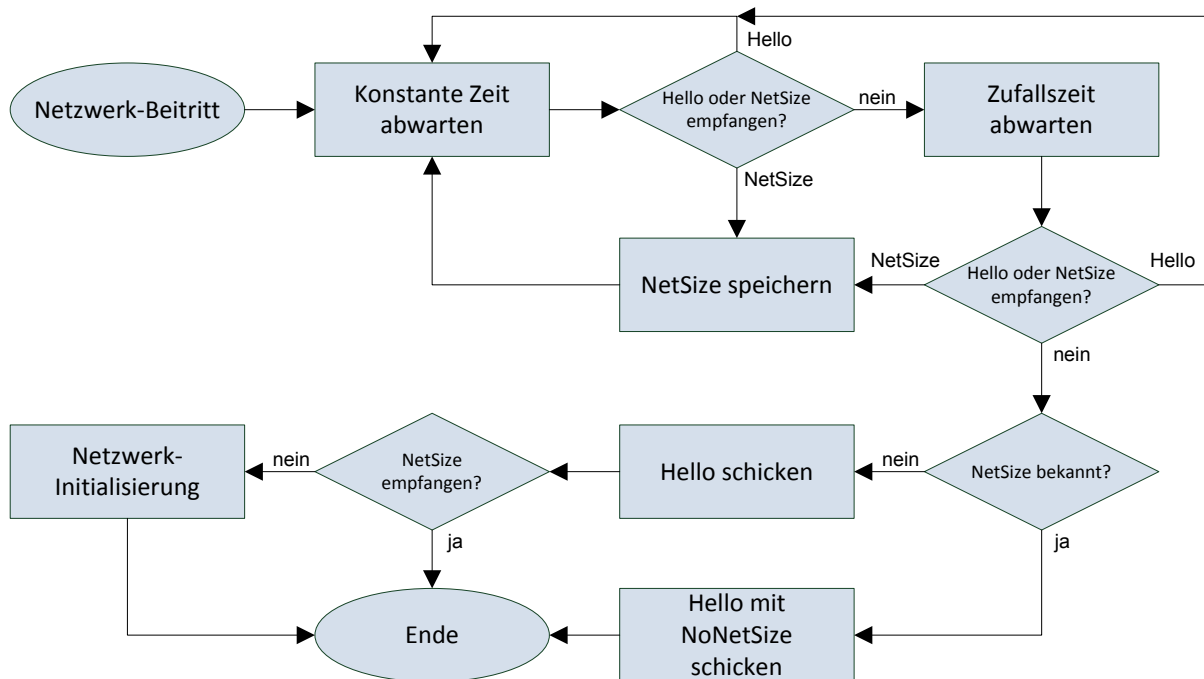 Hello
Netzwerk-Beitritt
Konstante Zeit
abwarten
Hello oder NetSize
empfangen?
nein
Zufallszeit
abwarten
NetSize
NetSize speichern
NetSize
Hello oder NetSize
empfangen?
Hello
nein
Netzwerk-
Initialisierung
nein
NetSize
empfangen?
Hello schicken
nein
NetSize bekannt?
ja
ja
Ende
Hello mit
NoNetSize
schicken